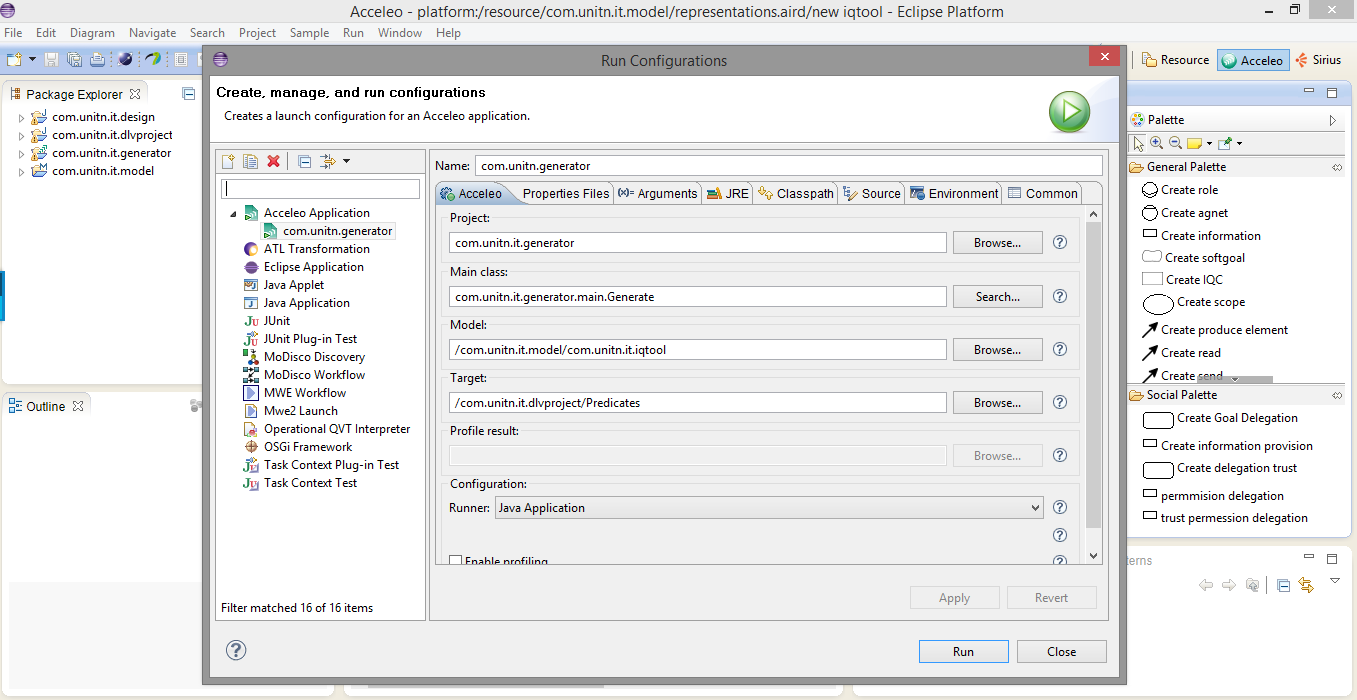 Acceleo - platform:/resource/com.unitn.it.model/representations.aird/new iqtool - Eclipse Platform
File Edit Diagram Navigate Search Project Sample Run Window Help
Resource Acceleo Sirius
Package Explorer
com.unitn.it.design
com.unitn.it.dlvproject
com.unitn.it.generator
com.unitn.it.model
Outline
Run Configurations
Create, manage, and run configurations
Creates a launch configuration for an Acceleo application.
Acceleo Application
com.unitn.generator
ATL Transformation
Eclipse Application
Java Applet
Java Application
JUnit
JUnit Plug-in Test
MoDisco Discovery
MoDisco Workflow
MWE Workflow
Mwe2 Launch
Operational QVT Interpreter
OSGi Framework
Task Context Plug-in Test
Task Context Test
Filter matched 16 of 16 items
Name: com.unitn.generator
Acceleo Properties Files Arguments JRE Classpath Source Environment Common
Project:
com.unitn.it.generator Browse...
Main class:
com.unitn.it.generator.main.Generate Search...
Model:
/com.unitn.it.model/com.unitn.it.iqtool Browse...
Target:
/com.unitn.it.dlvproject/Predicates Browse...
Profile result:
Browse...
Configuration:
Runner: Java Application
Enable profiling
Apply Revert
Run Close
Palette
General Palette
Create role
Create agnet
Create information
Create softgoal
Create IQC
Create scope
Create produce element
Create read
Create send
Social Palette
Create Goal Delegation
Create information provision
Create delegation trust
permmision delegation
trust permession delegation